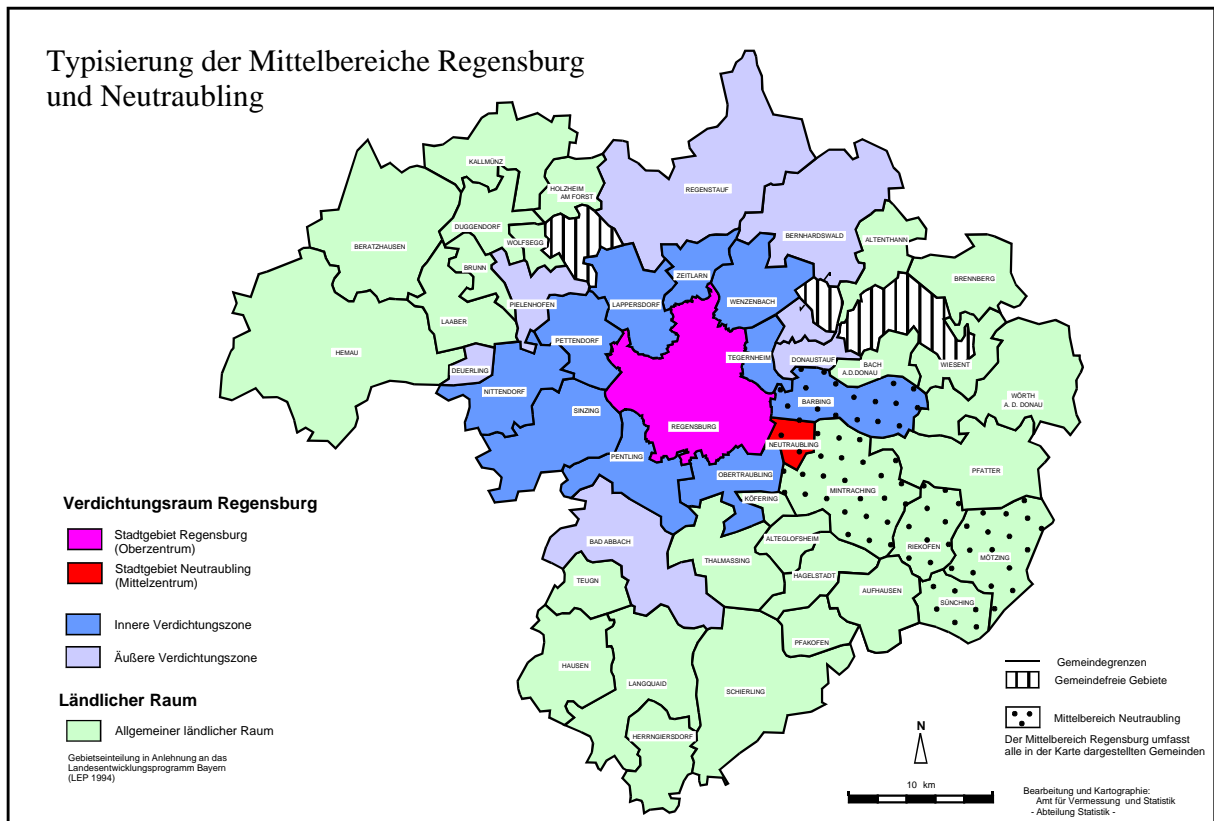 Typisierung der Mittelbereiche Regensburg
und Neutraubling
KALLMÜNZ
HOLZHEIM
AM FORST
REGENSTAUF
BERATZHAUSEN
DUGGENDORF
WOLFSEGG
BERNHARDSWALD
ALTENTHANN
BRUNN
ZEITLARN
BRENNBERG
PIELENHOFEN
LAPPERSDORF
WENZENBACH
LAABER
HEMAU
PETTENDORF
TEGERNHEIM
DONAUSTAUF
BACH
A.D.DONAU
WIESENT
DEUERLING
NITTENDORF
WÖRTH
A. D. DONAU
SINZING
BARBING
REGENSBURG
NEUTRAUBLING
PENTLING
OBERTRAUBLING
PFATTER
MINTRACHING
KÖFERING
BAD ABBACH
ALTEGLOFSHEIM
RIEKOFEN
MÖTZING
THALMASSING
HAGELSTADT
TEUGN
AUFHAUSEN
SÜNCHING
PFAKOFEN
HAUSEN
LANGQUAID
SCHIERLING
HERRNGIERSDORF
Verdichtungsraum Regensburg
Stadtgebiet Regensburg
(Oberzentrum)
Stadtgebiet Neutraubling
(Mittelzentrum)
Innere Verdichtungszone
Äußere Verdichtungszone
Ländlicher Raum
Allgemeiner ländlicher Raum
Gebietseinteilung in Anlehnung an das
Landesentwicklungsprogramm Bayern
(LEP 1994)
Gemeindegrenzen
Gemeindefreie Gebiete
Mittelbereich Neutraubling
Der Mittelbereich Regensburg umfasst
alle in der Karte dargestellten Gemeinden
N
10 km
Bearbeitung und Kartographie:
Amt für Vermessung und Statistik
- Abteilung Statistik -